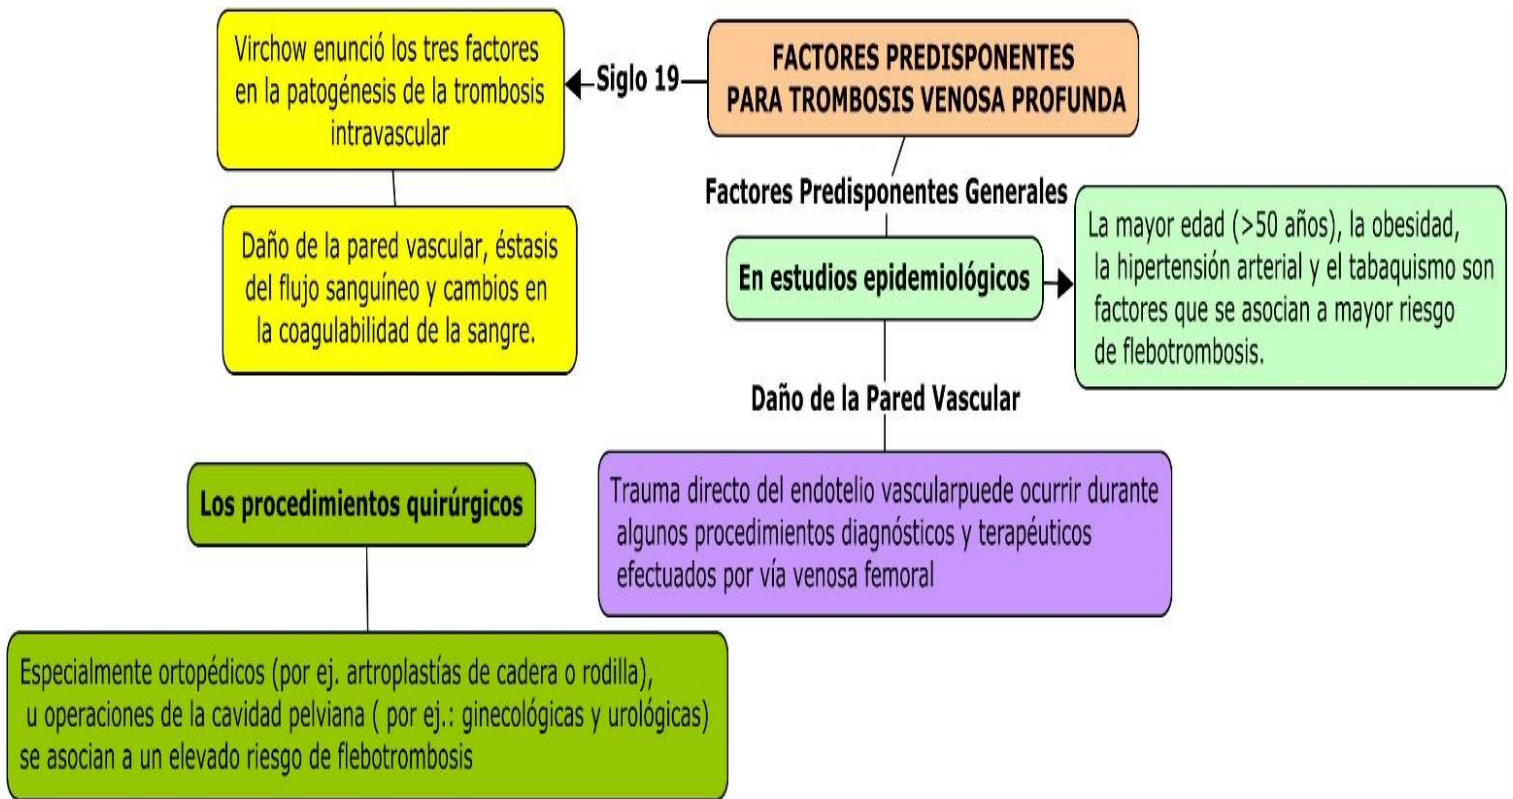 FACTORES PREDISPONENTES
PARA TROMBOSIS VENOSA PROFUNDA
Siglo 19
Virchow enunció los tres factores
en la patogénesis de la trombosis
intravascular
Daño de la pared vascular, éstasis
del flujo sanguíneo y cambios en
la coagulabilidad de la sangre.
Factores Predisponentes Generales
En estudios epidemiológicos
La mayor edad (>50 años), la obesidad,
la hipertensión arterial y el tabaquismo son
factores que se asocian a mayor riesgo
de flebotrombosis.
Daño de la Pared Vascular
Trauma directo del endotelio vascularpuede ocurrir durante
algunos procedimientos diagnósticos y terapéuticos
efectuados por vía venosa femoral
Los procedimientos quirúrgicos
Especialmente ortopédicos (por ej. artroplastías de cadera o rodilla),
u operaciones de la cavidad pelviana ( por ej.: ginecológicas y urológicas)
se asocian a un elevado riesgo de flebotrombosis